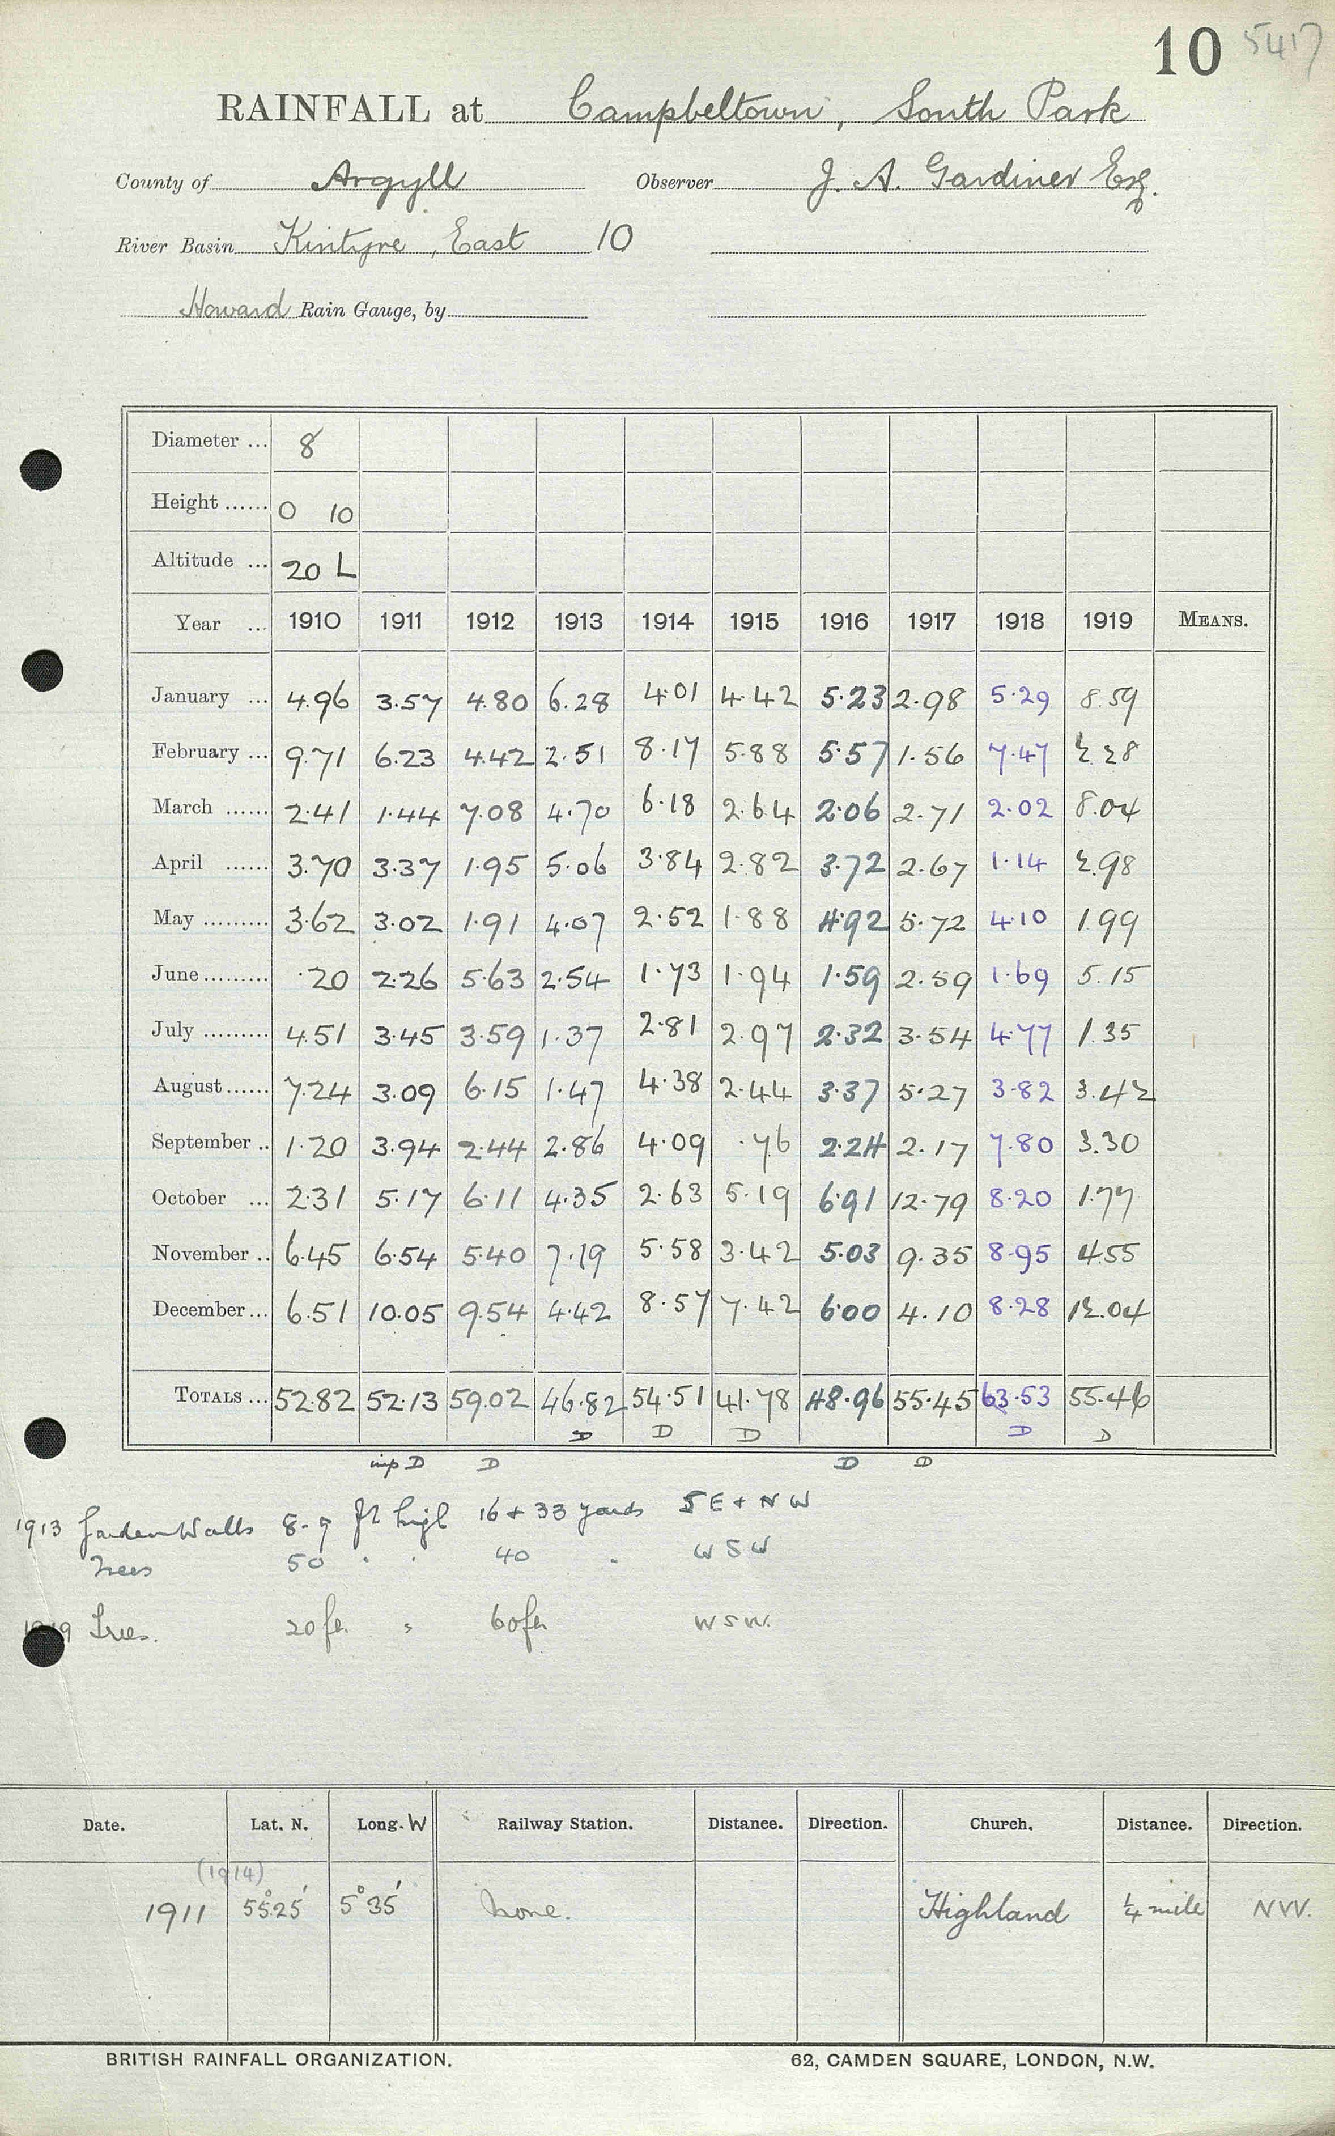 10 5417
RAINFALL at Campbeltown, South Park
County of Argyll Observer J. A. Gardiner Esq.
River Basin Kintyre, East 10
Howard Rain Gauge, by
Diameter ... 8
Height ...... 0 10
Altitude ... 20 L
Year ... 1910 1911 1912 1913 1914 1915 1916 1917 1918 1919 MEANS.
January ... 4.96 3.57 4.80 6.28 4.01 4.42 5.23 2.98 5.29 8.59
February ... 9.71 6.23 4.42 2.51 8.17 5.88 5.57 1.56 7.47 2.28
March ...... 2.41 1.44 7.08 4.70 6.18 2.64 2.06 2.71 2.02 8.04
April ...... 3.70 3.37 1.95 5.06 3.84 2.82 3.72 2.67 1.14 2.98
May ......... 3.62 3.02 1.91 4.07 2.52 1.88 4.92 5.72 4.10 1.99
June ......... .20 2.26 5.63 2.54 1.73 1.94 1.59 2.59 1.69 5.15
July ......... 4.51 3.45 3.59 1.37 2.81 2.97 2.32 3.54 4.77 1.35
August ...... 7.24 3.09 6.15 1.47 4.38 2.44 3.37 5.27 3.82 3.42
September .. 1.20 3.94 2.44 2.86 4.09 .76 2.24 2.17 7.80 3.30
October ... 2.31 5.17 6.11 4.35 2.63 5.19 6.91 12.79 8.20 1.77
November .. 6.45 6.54 5.40 7.19 5.58 3.42 5.03 9.35 8.95 4.55
December ... 6.51 10.05 9.54 4.42 8.57 7.42 6.00 4.10 8.28 12.04
TOTALS ... 52.82 52.13 59.02 46.82 54.51 41.78 48.96 55.45 63.53 55.46
D D D D D
imp D D D D
1913 Garden Walls 8-9 ft high 16 + 33 yards SE + NW
Trees 50 " " 40 " WSW
1919 Trees. 20 ft. " 60 ft. WSW.
Date. Lat. N. Long. W Railway Station. Distance. Direction. Church. Distance. Direction.
(1914)
1911 55°25' 5°35' None. Highland ¼ mile NW.
BRITISH RAINFALL ORGANIZATION. 62, CAMDEN SQUARE, LONDON, N.W.